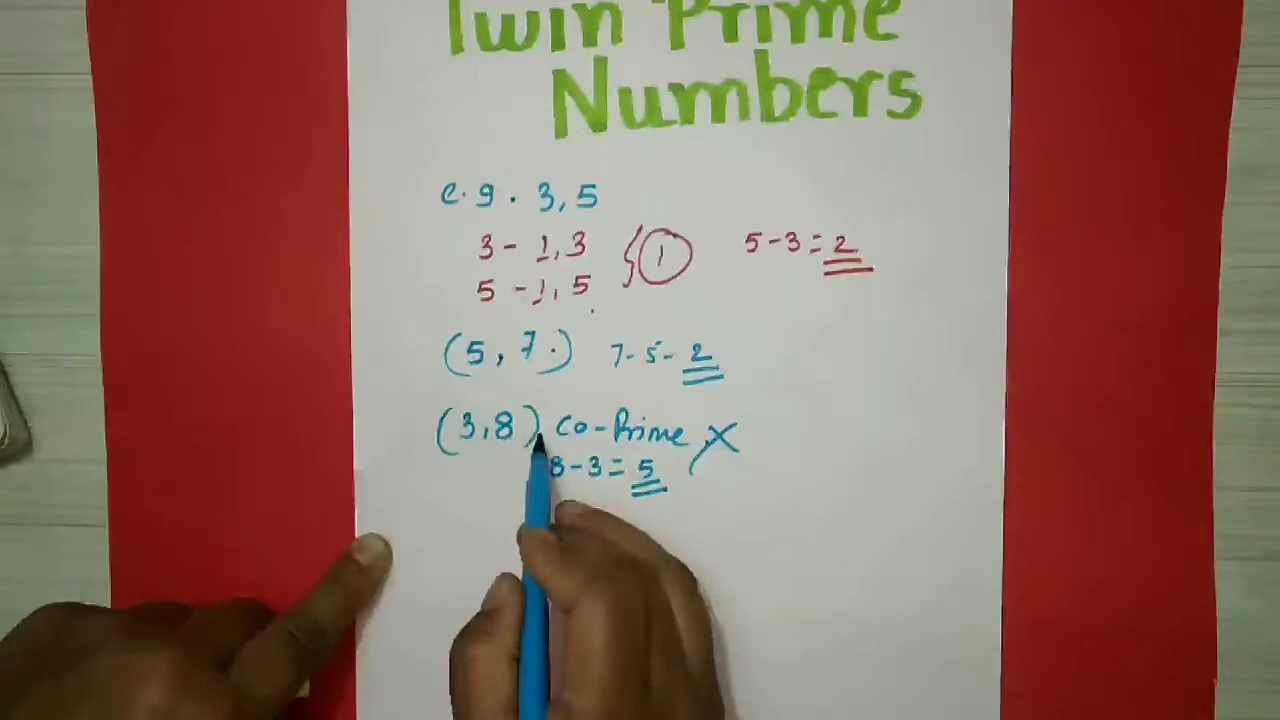 Twin Prime
Numbers
e.g. 3, 5
3 - 1, 3 { 1 5 - 3 = 2
5 - 1, 5
(5, 7.) 7 - 5 - 2
(3, 8) co-Prime, X
8 - 3 = 5